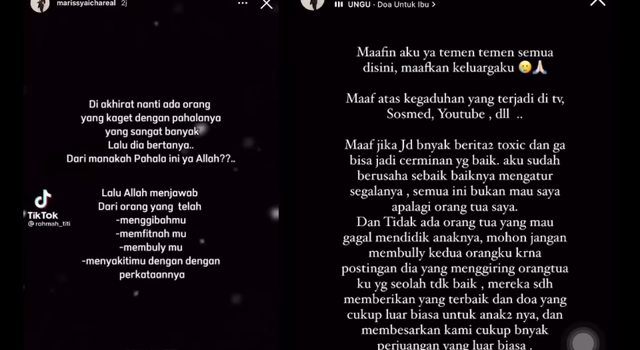 marissyaichareal 2j
Di akhirat nanti ada orang
yang kaget dengan pahalanya
yang sangat banyak
Lalu dia bertanya..
Dari manakah Pahala ini ya Allah??..
Lalu Allah menjawab
Dari orang yang telah
-menggibahmu
-memfitnah mu
-membuly mu
-menyakitimu dengan dengan
perkataannya
TikTok
@rohmah_fiti
UNGU · Doa Untuk Ibu >
Maafin aku ya temen temen semua
disini, maafkan keluargaku 🥲🙏🏻
Maaf atas kegaduhan yang terjadi di tv,
Sosmed, Youtube , dll ..
Maaf jika Jd bnyak berita2 toxic dan ga
bisa jadi cerminan yg baik. aku sudah
berusaha sebaik baiknya mengatur
segalanya , semua ini bukan mau saya
apalagi orang tua saya.
Dan Tidak ada orang tua yang mau
gagal mendidik anaknya, mohon jangan
membully kedua orangku krna
postingan dia yang menggiring orangtua
ku yg seolah tdk baik , mereka sdh
memberikan yang terbaik dan doa yang
cukup luar biasa untuk anak2 nya, dan
membesarkan kami cukup bnyak
perjuangan yang luar biasa .